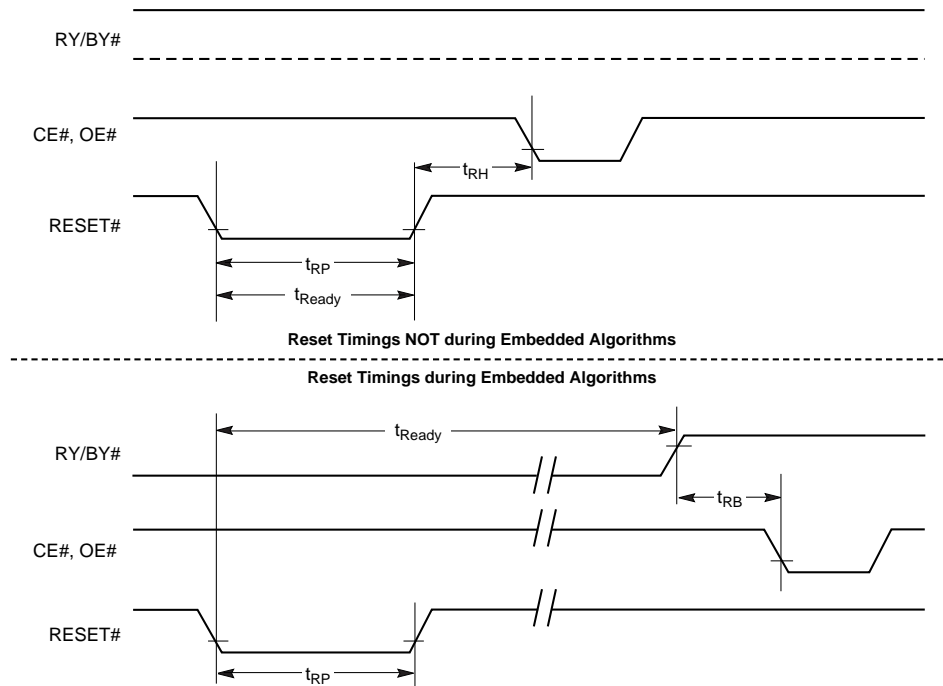 RY/BY#
CE#, OE#
tRH
RESET#
tRP
tReady
Reset Timings NOT during Embedded Algorithms
Reset Timings during Embedded Algorithms
tReady
RY/BY#
tRB
CE#, OE#
RESET#
tRP